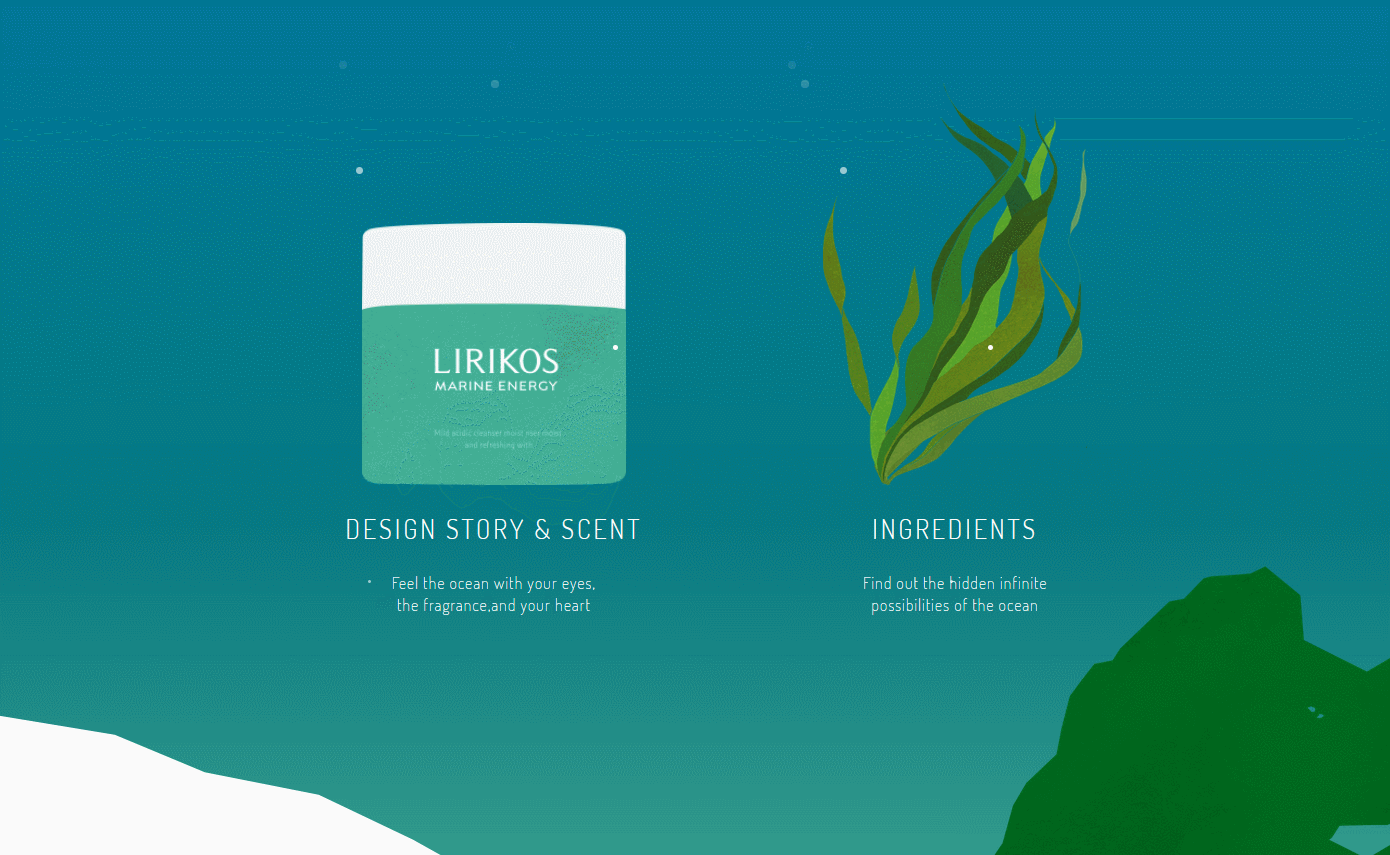 LIRIKOS
MARINE ENERGY
Mild acidic cleanser moist
and refreshing with
DESIGN STORY & SCENT
Feel the ocean with your eyes,
the fragrance,and your heart
INGREDIENTS
Find out the hidden infinite
possibilities of the ocean